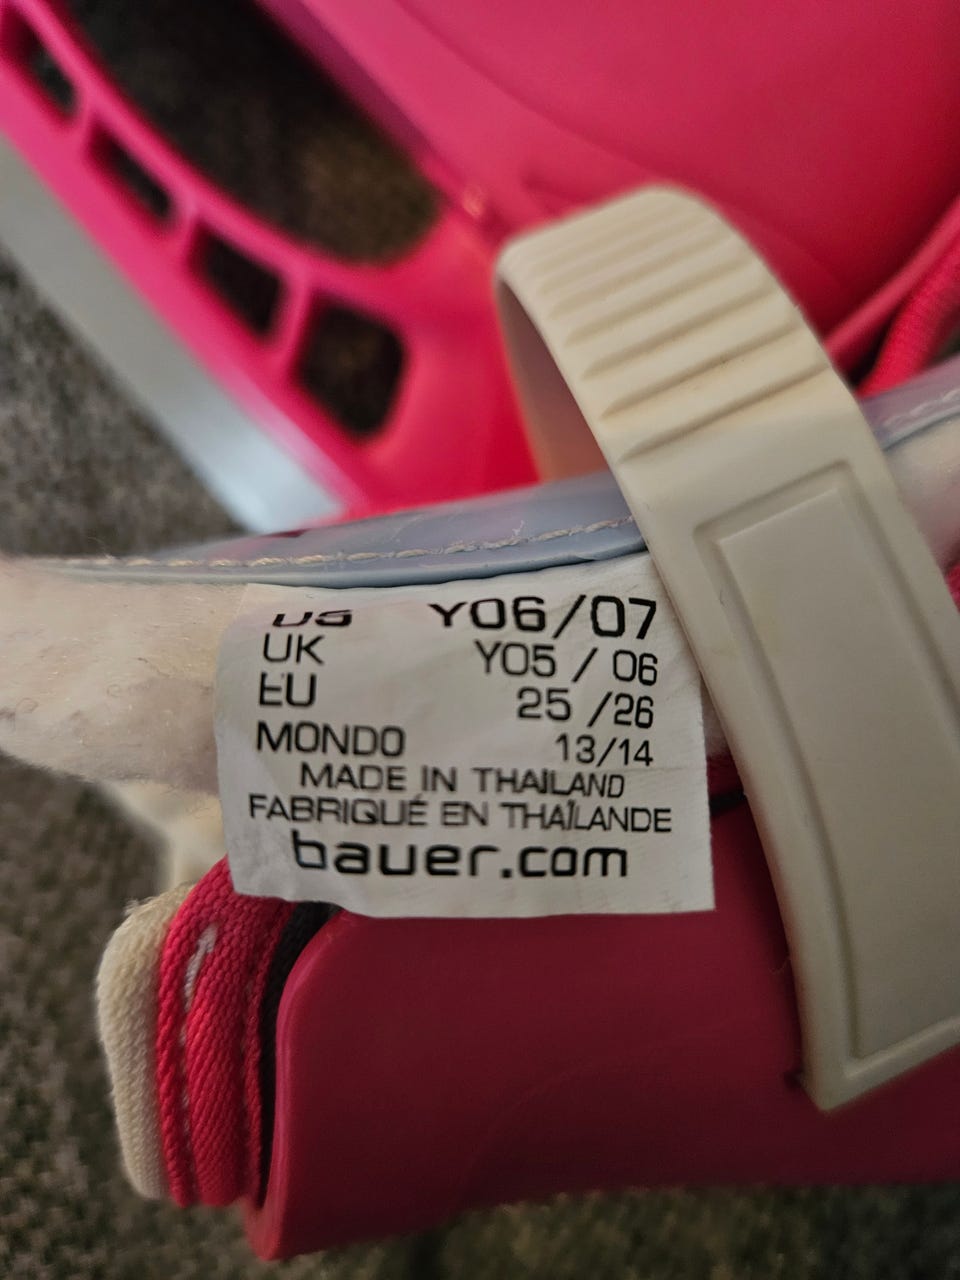 US Y06/07
UK Y05 / 06
EU 25 /26
MONDO 13/14
MADE IN THAILAND
FABRIQUÉ EN THAÏLANDE
bauer.com